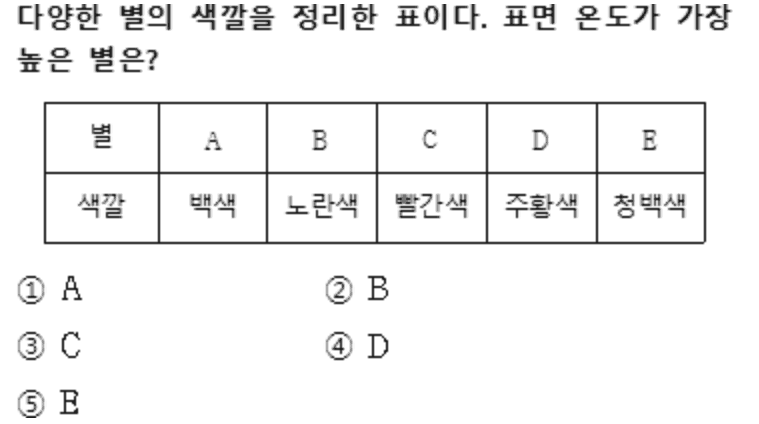 다양한 별의 색깔을 정리한 표이다. 표면 온도가 가장
높은 별은?
별 A B C D E
색깔 백색 노란색 빨간색 주황색 청백색
① A ② B
③ C ④ D
⑤ E